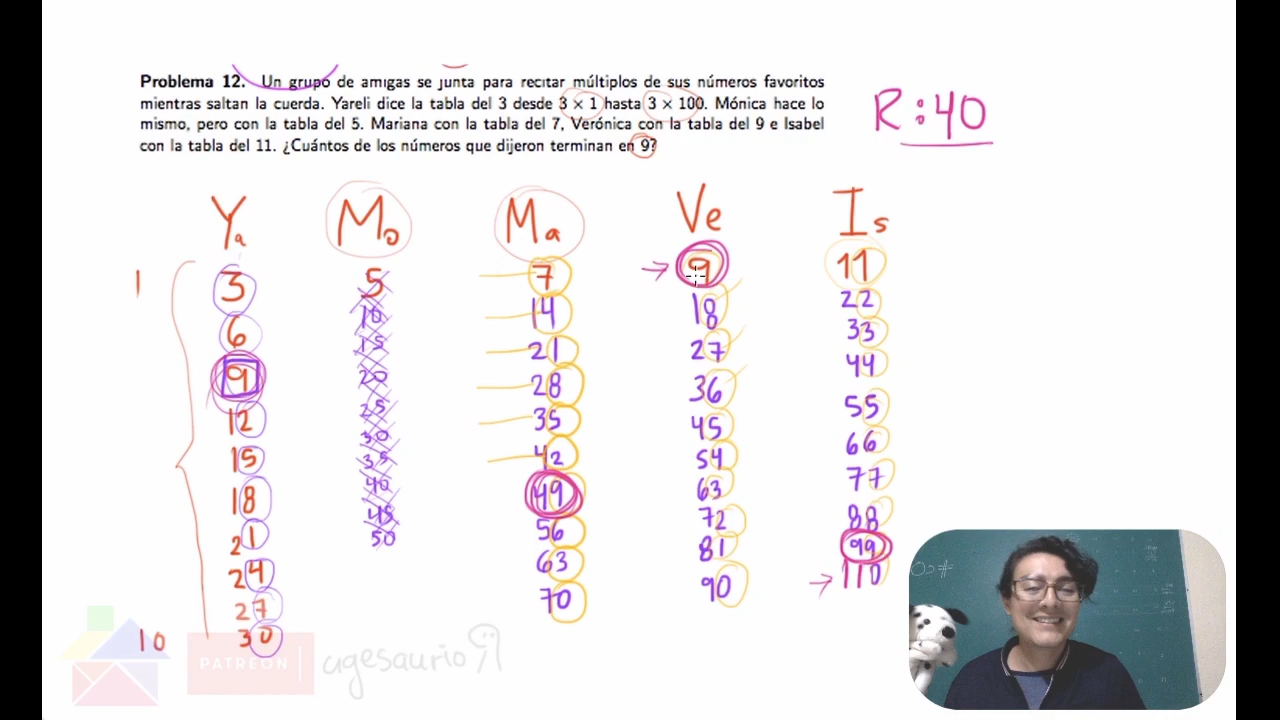 Problema 12. Un grupo de amigas se junta para recitar múltiplos de sus números favoritos
mientras saltan la cuerda. Yareli dice la tabla del 3 desde 3 × 1 hasta 3 × 100. Mónica hace lo
mismo, pero con la tabla del 5. Mariana con la tabla del 7, Verónica con la tabla del 9 e Isabel
con la tabla del 11. ¿Cuántos de los números que dijeron terminan en 9?
R:40
Ya Mo Ma Ve Is
1 3 5 7 9 11
6 10 14 18 22
9 15 21 27 33
12 20 28 36 44
15 25 35 45 55
18 30 42 54 66
21 35 49 63 77
24 40 56 72 88
27 45 63 81 99
10 30 50 70 90 110
PATREON
agesaurio